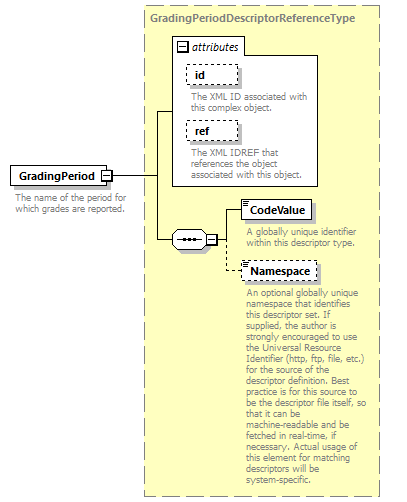 GradingPeriodDescriptorReferenceType
attributes
id
The XML ID associated with
this complex object.
ref
The XML IDREF that
references the object
associated with this object.
GradingPeriod
The name of the period for
which grades are reported.
CodeValue
A globally unique identifier
within this descriptor type.
Namespace
An optional globally unique
namespace that identifies
this descriptor set. If
supplied, the author is
strongly encouraged to use
the Universal Resource
Identifier (http, ftp, file, etc.)
for the source of the
descriptor definition. Best
practice is for this source to
be the descriptor file itself, so
that it can be
machine-readable and be
fetched in real-time, if
necessary. Actual usage of
this element for matching
descriptors will be
system-specific.